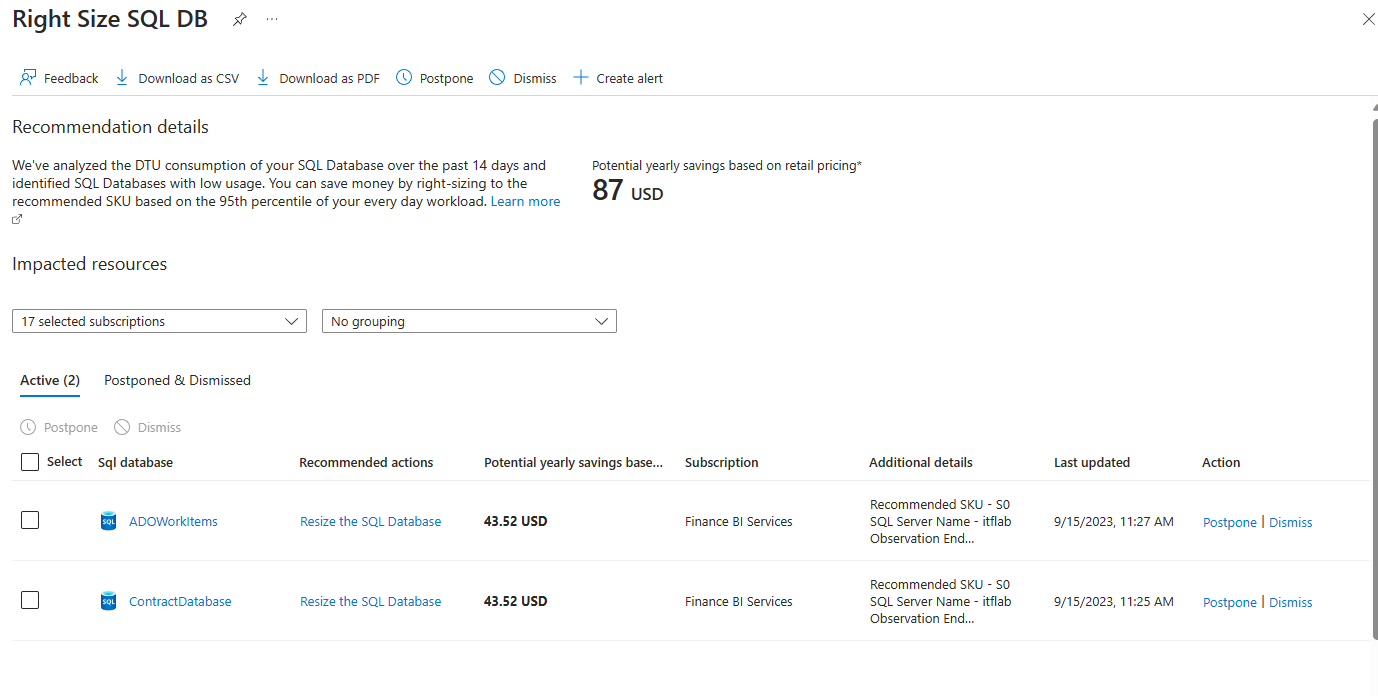 Right Size SQL DB
Feedback
Download as CSV
Download as PDF
Postpone
Dismiss
Create alert
Recommendation details
We've analyzed the DTU consumption of your SQL Database over the past 14 days and
identified SQL Databases with low usage. You can save money by right-sizing to the
recommended SKU based on the 95th percentile of your every day workload. Learn more
Potential yearly savings based on retail pricing*
87 USD
Impacted resources
17 selected subscriptions
No grouping
Active (2)
Postponed & Dismissed
Postpone
Dismiss
Select
Sql database
Recommended actions
Potential yearly savings base...
Subscription
Additional details
Last updated
Action
SQL
ADOWorkItems
Resize the SQL Database
43.52 USD
Finance BI Services
Recommended SKU - S0
SQL Server Name - itflab
Observation End...
9/15/2023, 11:27 AM
Postpone | Dismiss
SQL
ContractDatabase
Resize the SQL Database
43.52 USD
Finance BI Services
Recommended SKU - S0
SQL Server Name - itflab
Observation End...
9/15/2023, 11:25 AM
Postpone | Dismiss